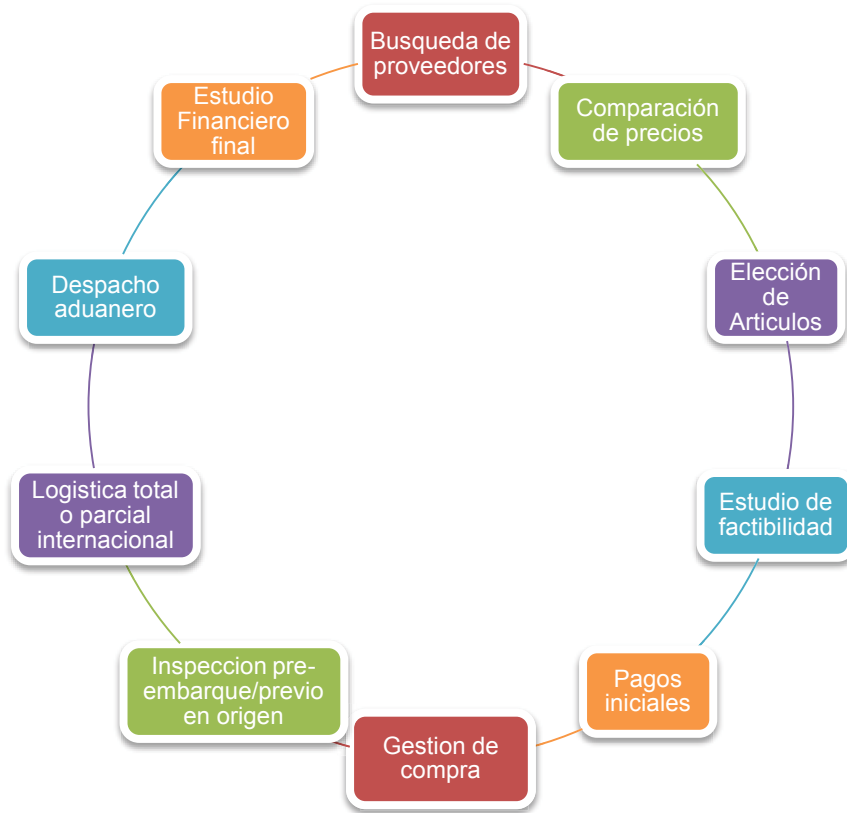 Busqueda de
proveedores
Comparación
de precios
Elección
de
Articulos
Estudio de
factibilidad
Pagos
iniciales
Gestion de
compra
Inspeccion pre-
embarque/previo
en origen
Logistica total
o parcial
internacional
Despacho
aduanero
Estudio
Financiero
final